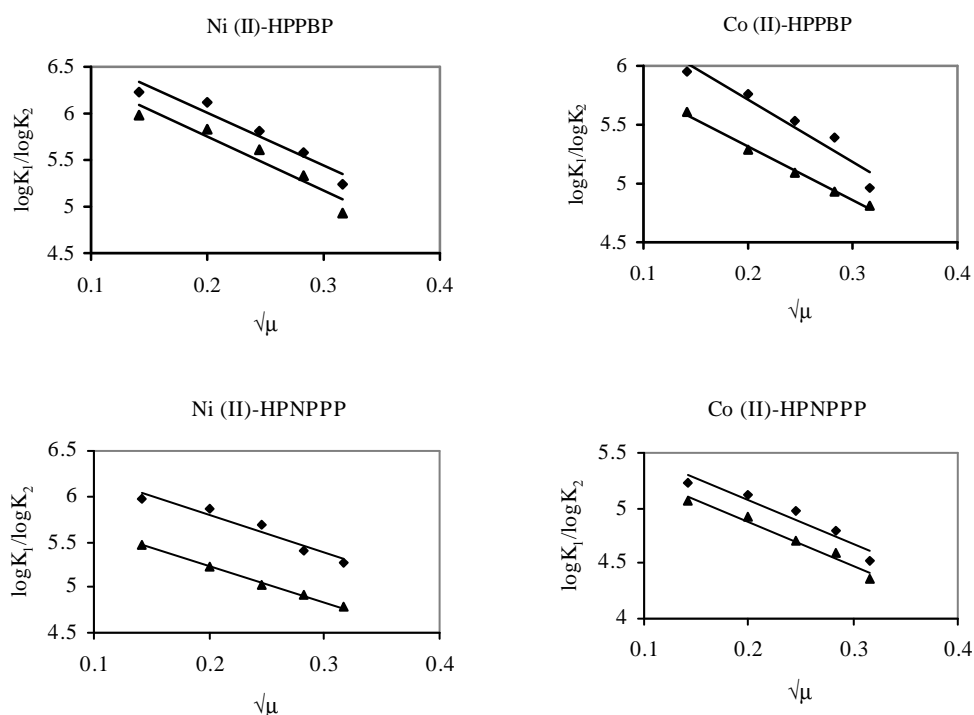 Ni (II)-HPPBP
6.5
6
5.5
5
4.5
logK₁/logK₂
0.1 0.2 0.3 0.4
√μ
Co (II)-HPPBP
6
5.5
5
4.5
logK₁/logK₂
0.1 0.2 0.3 0.4
√μ
Ni (II)-HPNPPP
6.5
6
5.5
5
4.5
logK₁/logK₂
0.1 0.2 0.3 0.4
√μ
Co (II)-HPNPPP
5.5
5
4.5
4
logK₁/logK₂
0.1 0.2 0.3 0.4
√μ